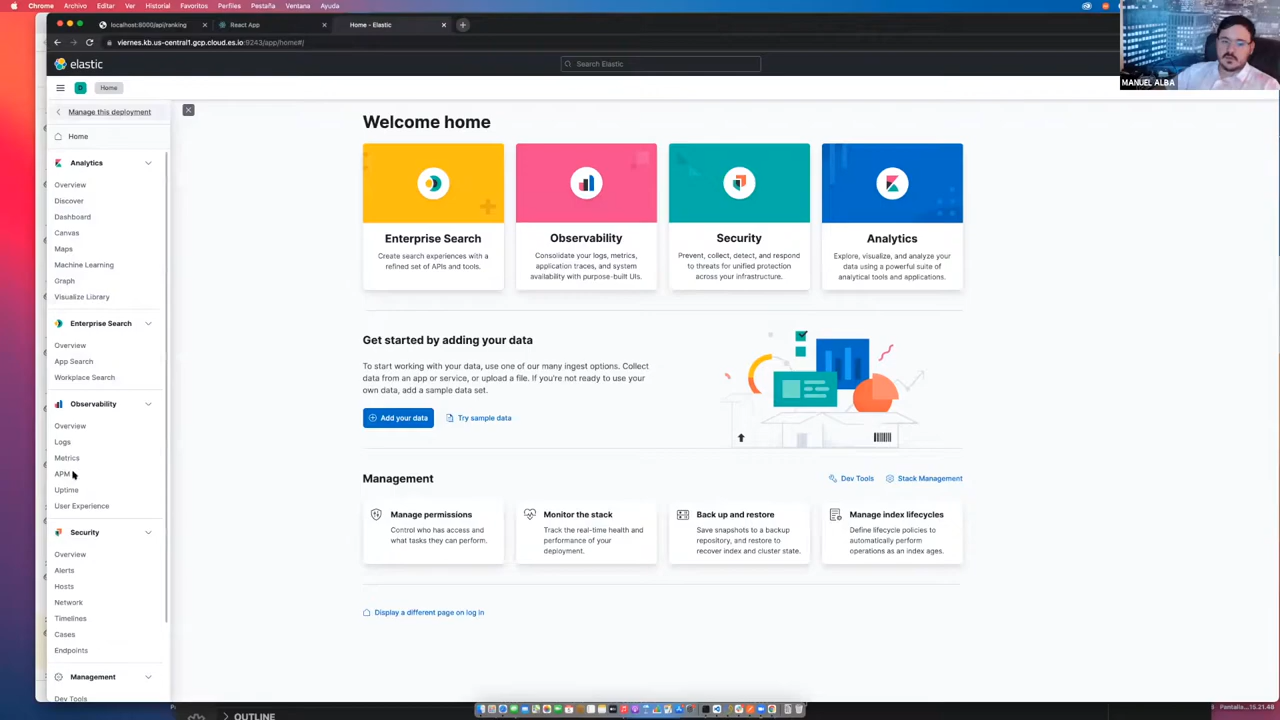 Chrome Archivo Editar Ver Historial Favoritos Perfiles Pestaña Ventana Ayuda
localhost:8000/api/ranking
React App
Home - Elastic
viernes.kb.us-central1.gcp.cloud.es.io:9243/app/home#/
elastic
Search Elastic
MANUEL ALBA
D
Home
Manage this deployment
Home
Analytics
Overview
Discover
Dashboard
Canvas
Maps
Machine Learning
Graph
Visualize Library
Enterprise Search
Overview
App Search
Workplace Search
Observability
Overview
Logs
Metrics
APM
Uptime
User Experience
Security
Overview
Alerts
Hosts
Network
Timelines
Cases
Endpoints
Management
Dev Tools
Welcome home
Enterprise Search
Create search experiences with a
refined set of APIs and tools.
Observability
Consolidate your logs, metrics,
application traces, and system
availability with purpose-built UIs.
Security
Prevent, collect, detect, and respond
to threats for unified protection
across your infrastructure.
Analytics
Explore, visualize, and analyze your
data using a powerful suite of
analytical tools and applications.
Get started by adding your data
To start working with your data, use one of our many ingest options. Collect
data from an app or service, or upload a file. If you're not ready to use your
own data, add a sample data set.
Add your data
Try sample data
Management
Dev Tools
Stack Management
Manage permissions
Control who has access and
what tasks they can perform.
Monitor the stack
Track the real-time health and
performance of your
deployment.
Back up and restore
Save snapshots to a backup
repository, and restore to
recover index and cluster state.
Manage index lifecycles
Define lifecycle policies to
automatically perform
operations as an index ages.
Display a different page on log in
OUTLINE
Pantalla...
15.21.48